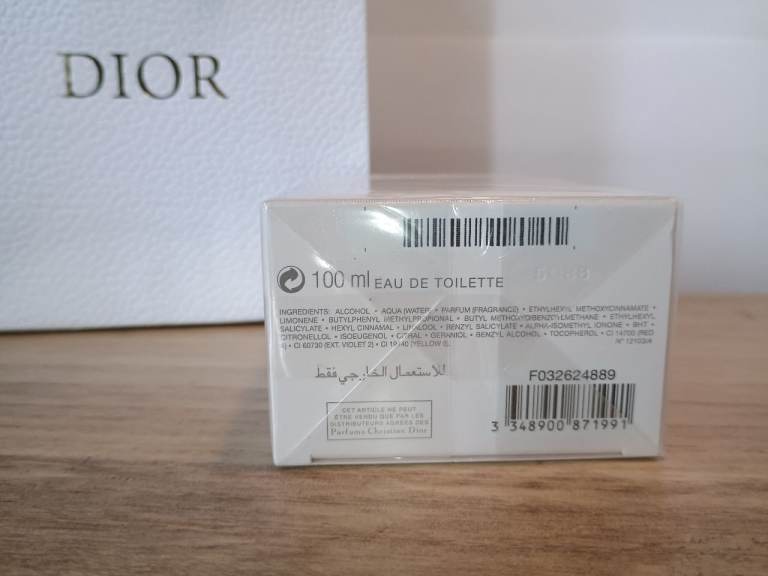 DIOR
100 ml EAU DE TOILETTE
INGREDIENTS: ALCOHOL • AQUA (WATER) • PARFUM (FRAGRANCE) • ETHYLHEXYL METHOXYCINNAMATE •
LIMONENE • BUTYLPHENYL METHYLPROPIONAL • BUTYL METHOXYDIBENZOYLMETHANE • ETHYLHEXYL
SALICYLATE • HEXYL CINNAMAL • LINALOOL • BENZYL SALICYLATE • ALPHA-ISOMETHYL IONONE • BHT •
CITRONELLOL • ISOEUGENOL • CITRAL • GERANIOL • BENZYL ALCOHOL • TOCOPHEROL • CI 14700 (RED
4) • CI 60730 (EXT. VIOLET 2) • CI 19140 (YELLOW 5). N° 12103/A
للاستعمال الخارجي فقط
F032624889
CET ARTICLE NE PEUT
ÊTRE VENDU QUE PAR LES
DISTRIBUTEURS AGRÉÉS DES
Parfums Christian Dior
3 348900 871991